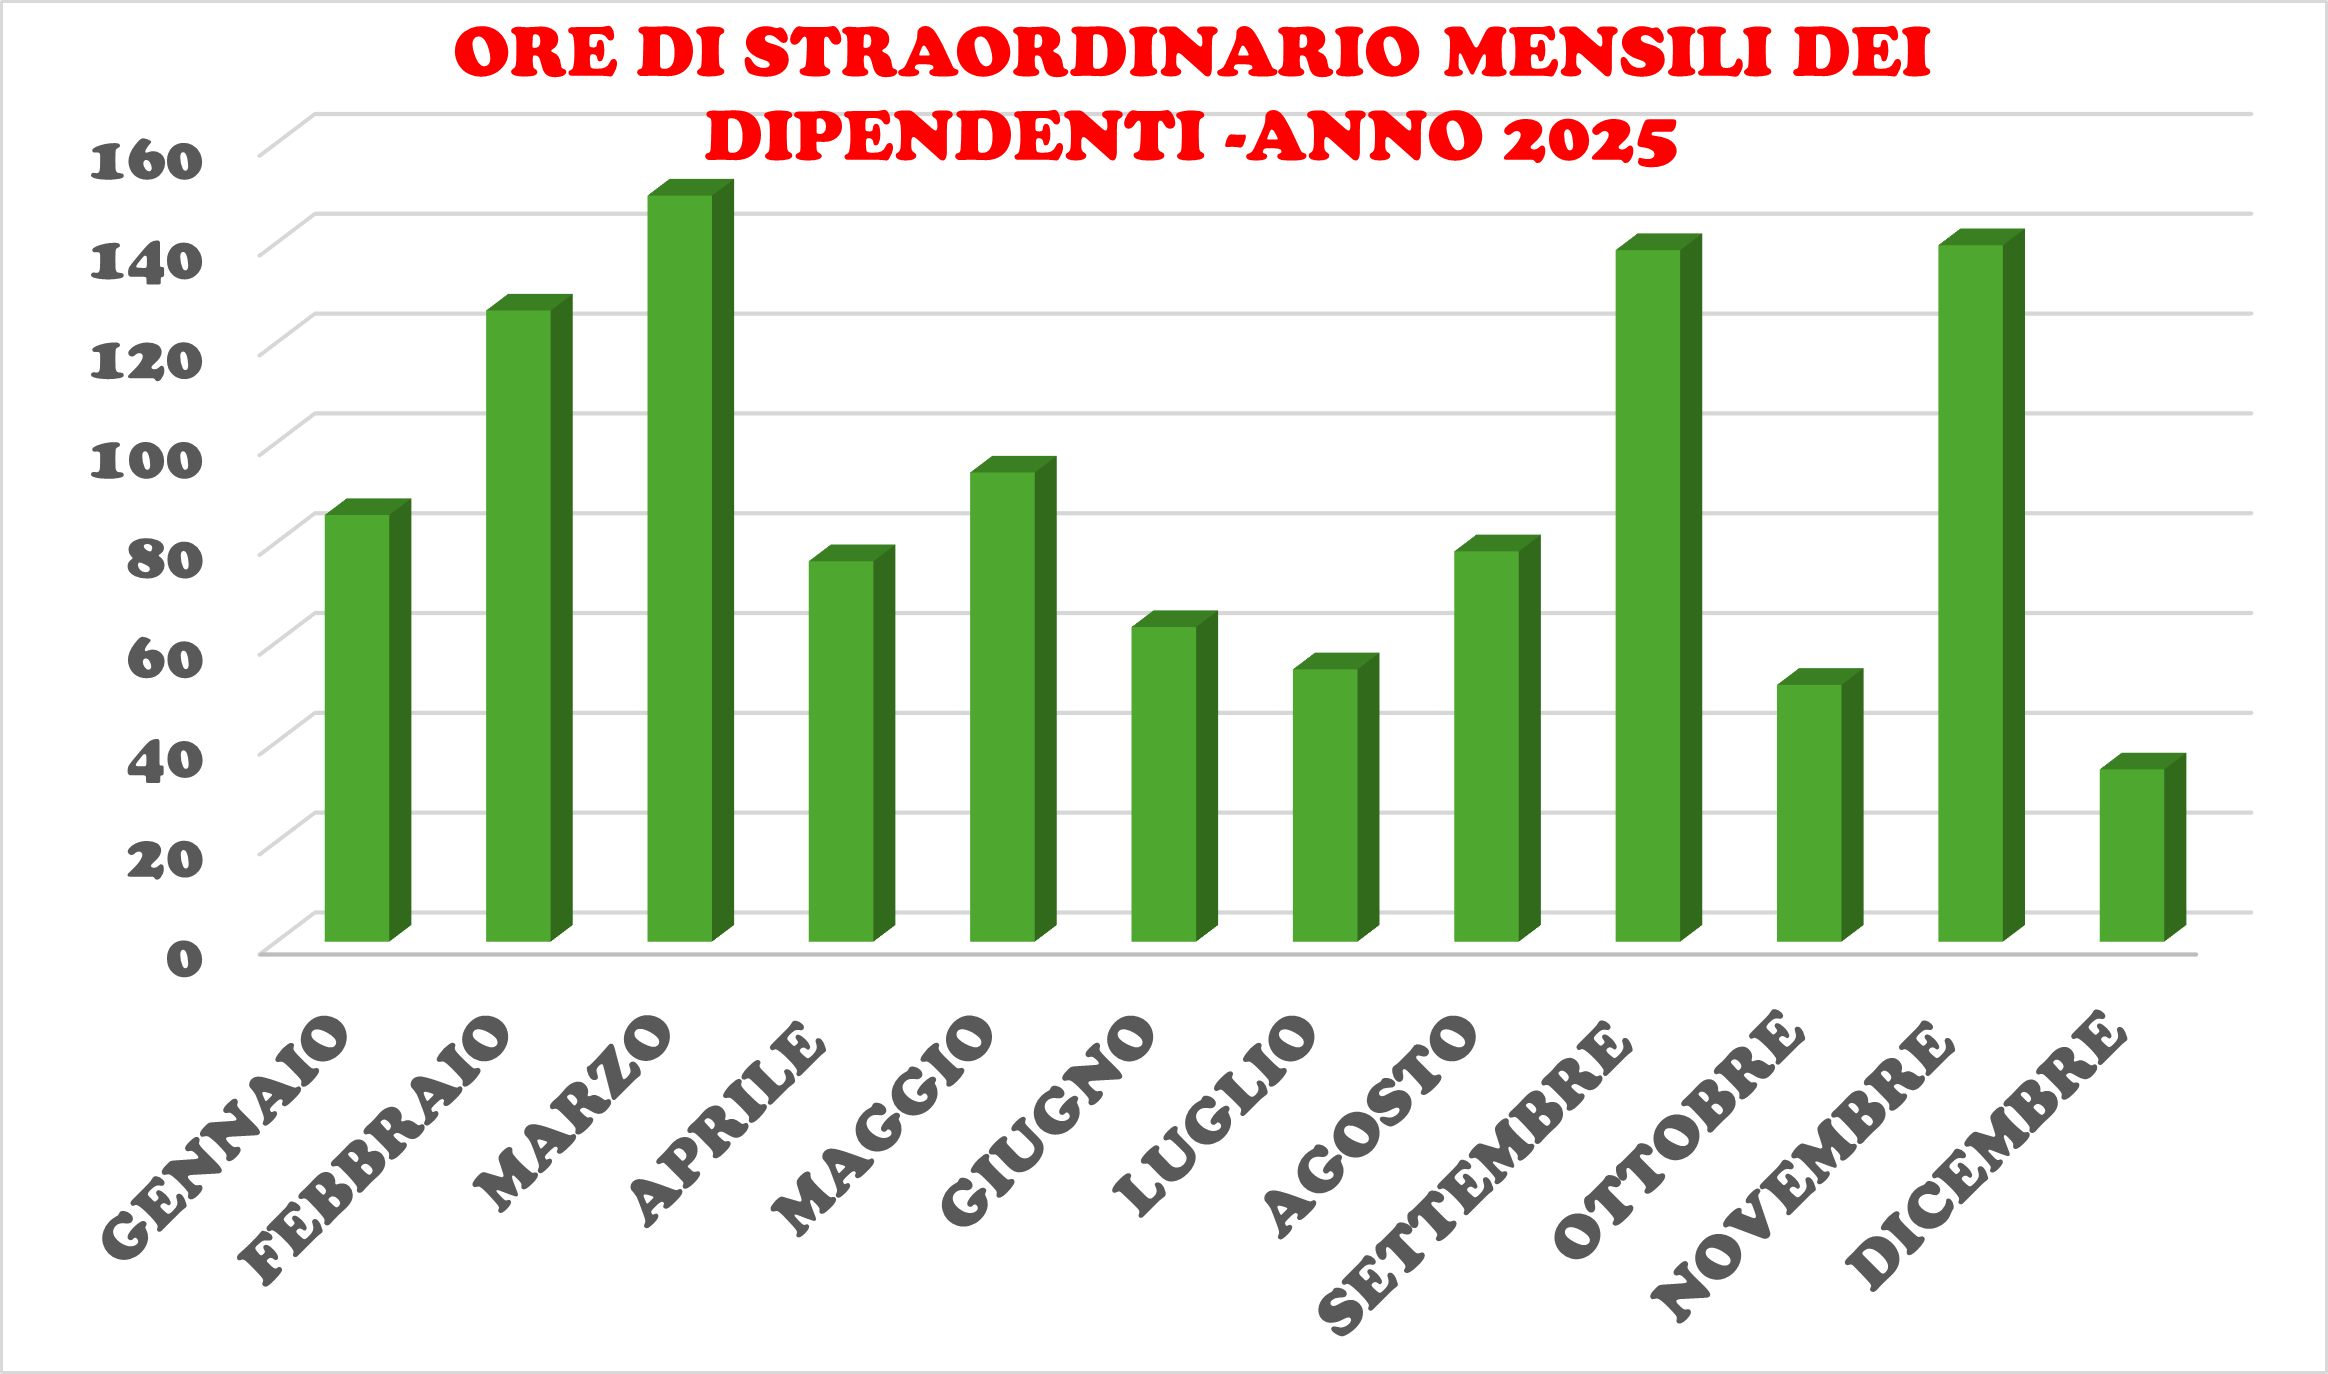 ORE DI STRAORDINARIO MENSILI DEI
DIPENDENTI -ANNO 2025
160
140
120
100
80
60
40
20
0
GENNAIO
FEBBRAIO
MARZO
APRILE
MAGGIO
GIUGNO
LUGLIO
AGOSTO
SETTEMBRE
OTTOBRE
NOVEMBRE
DICEMBRE